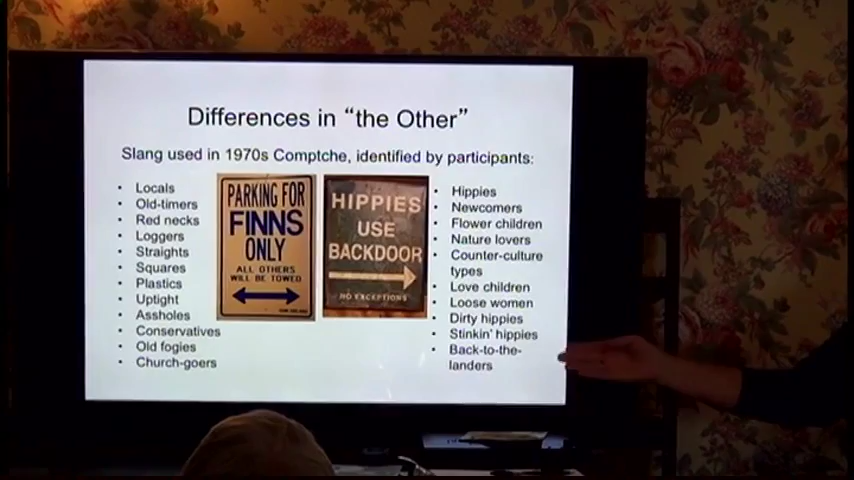 Differences in “the Other”
Slang used in 1970s Comptche, identified by participants:
• Locals
• Old-timers
• Red necks
• Loggers
• Straights
• Squares
• Plastics
• Uptight
• Assholes
• Conservatives
• Old fogies
• Church-goers
PARKING FOR
FINNS
ONLY
ALL OTHERS
WILL BE TOWED
HIPPIES
USE
BACKDOOR
NO EXCEPTIONS
• Hippies
• Newcomers
• Flower children
• Nature lovers
• Counter-culture
types
• Love children
• Loose women
• Dirty hippies
• Stinkin’ hippies
• Back-to-the-
landers